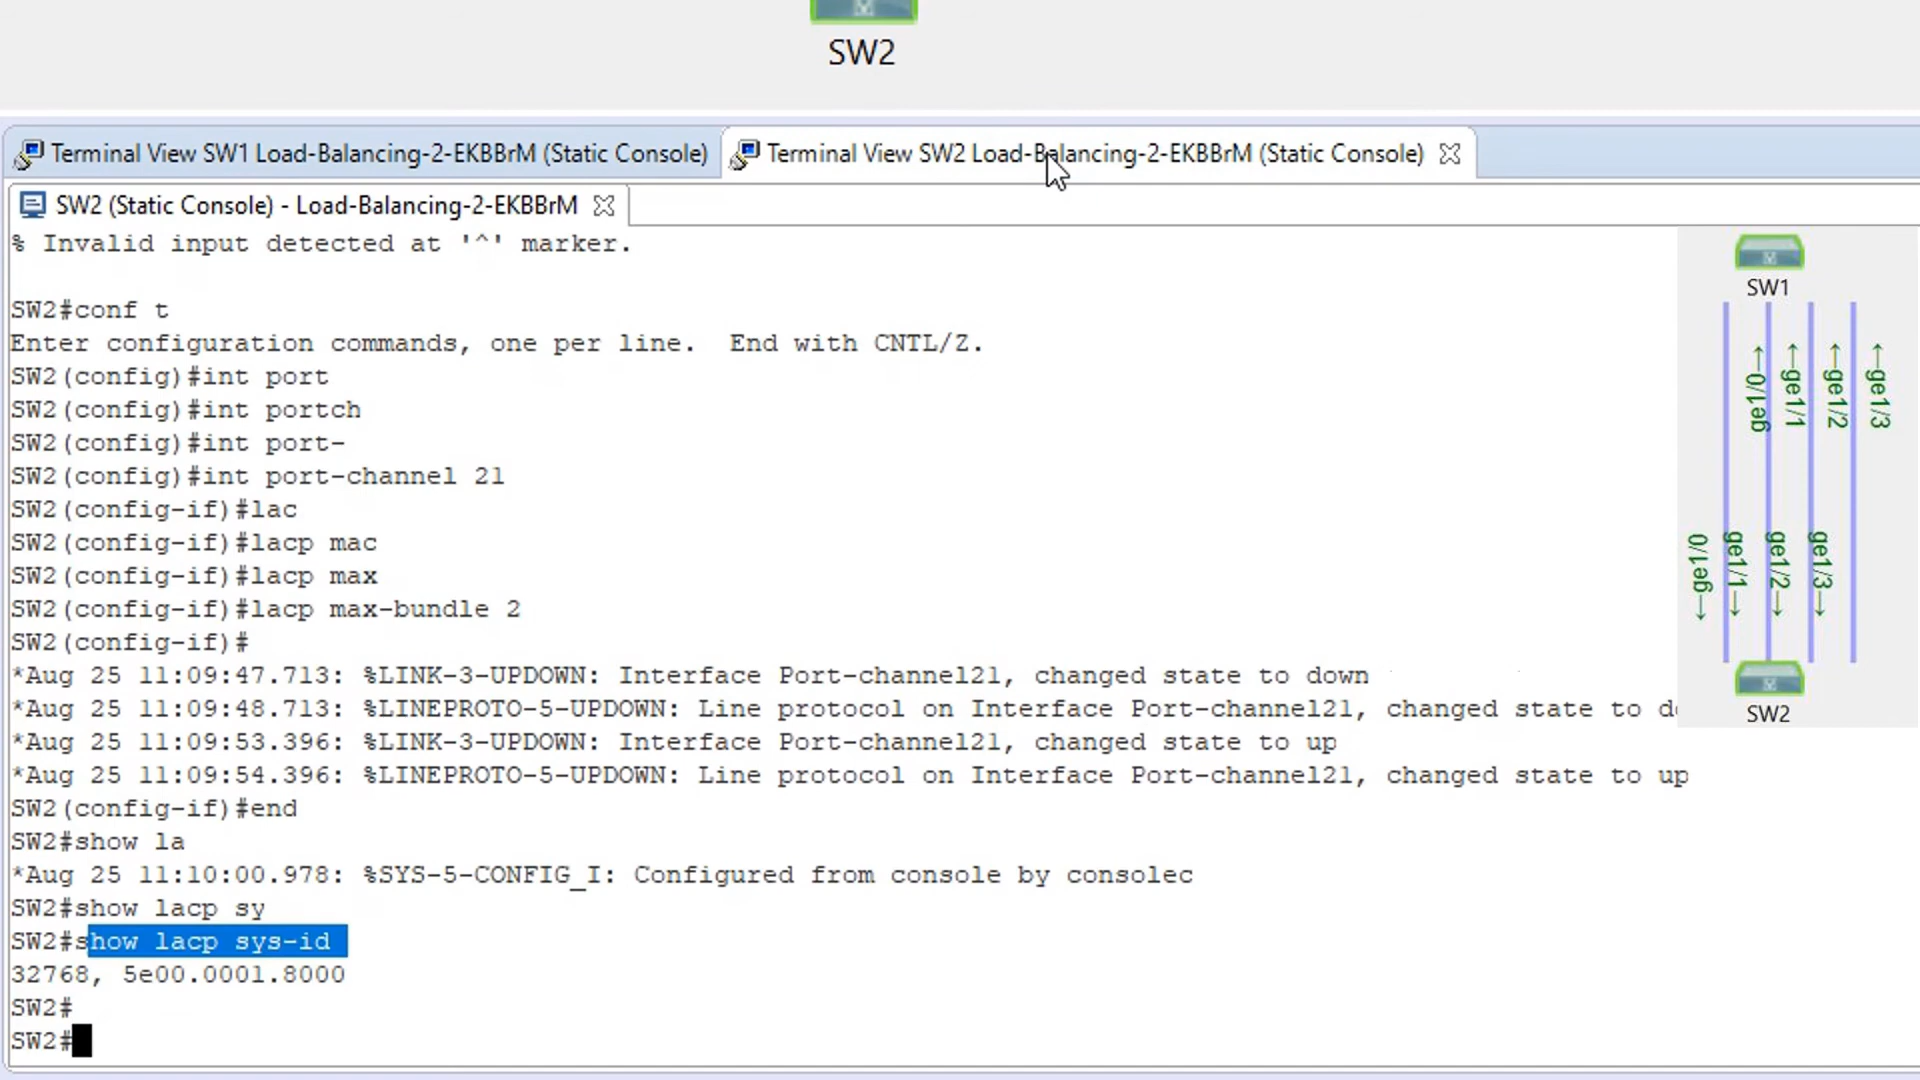 SW2
Terminal View SW1 Load-Balancing-2-EKBBrM (Static Console)
Terminal View SW2 Load-Balancing-2-EKBBrM (Static Console)
SW2 (Static Console) - Load-Balancing-2-EKBBrM
% Invalid input detected at '^' marker.
SW2#conf t
Enter configuration commands, one per line.  End with CNTL/Z.
SW2(config)#int port
SW2(config)#int portch
SW2(config)#int port-
SW2(config)#int port-channel 21
SW2(config-if)#lac
SW2(config-if)#lacp mac
SW2(config-if)#lacp max
SW2(config-if)#lacp max-bundle 2
SW2(config-if)#
*Aug 25 11:09:47.713: %LINK-3-UPDOWN: Interface Port-channel21, changed state to down
*Aug 25 11:09:48.713: %LINEPROTO-5-UPDOWN: Line protocol on Interface Port-channel21, changed state to d
*Aug 25 11:09:53.396: %LINK-3-UPDOWN: Interface Port-channel21, changed state to up
*Aug 25 11:09:54.396: %LINEPROTO-5-UPDOWN: Line protocol on Interface Port-channel21, changed state to up
SW2(config-if)#end
SW2#show la
*Aug 25 11:10:00.978: %SYS-5-CONFIG_I: Configured from console by consolec
SW2#show lacp sy
SW2#show lacp sys-id
32768, 5e00.0001.8000
SW2#
SW2#
SW1
ge1/0→
←ge1/1
←ge1/2
←ge1/3
ge1/0→
ge1/1→
ge1/2→
ge1/3→
SW2